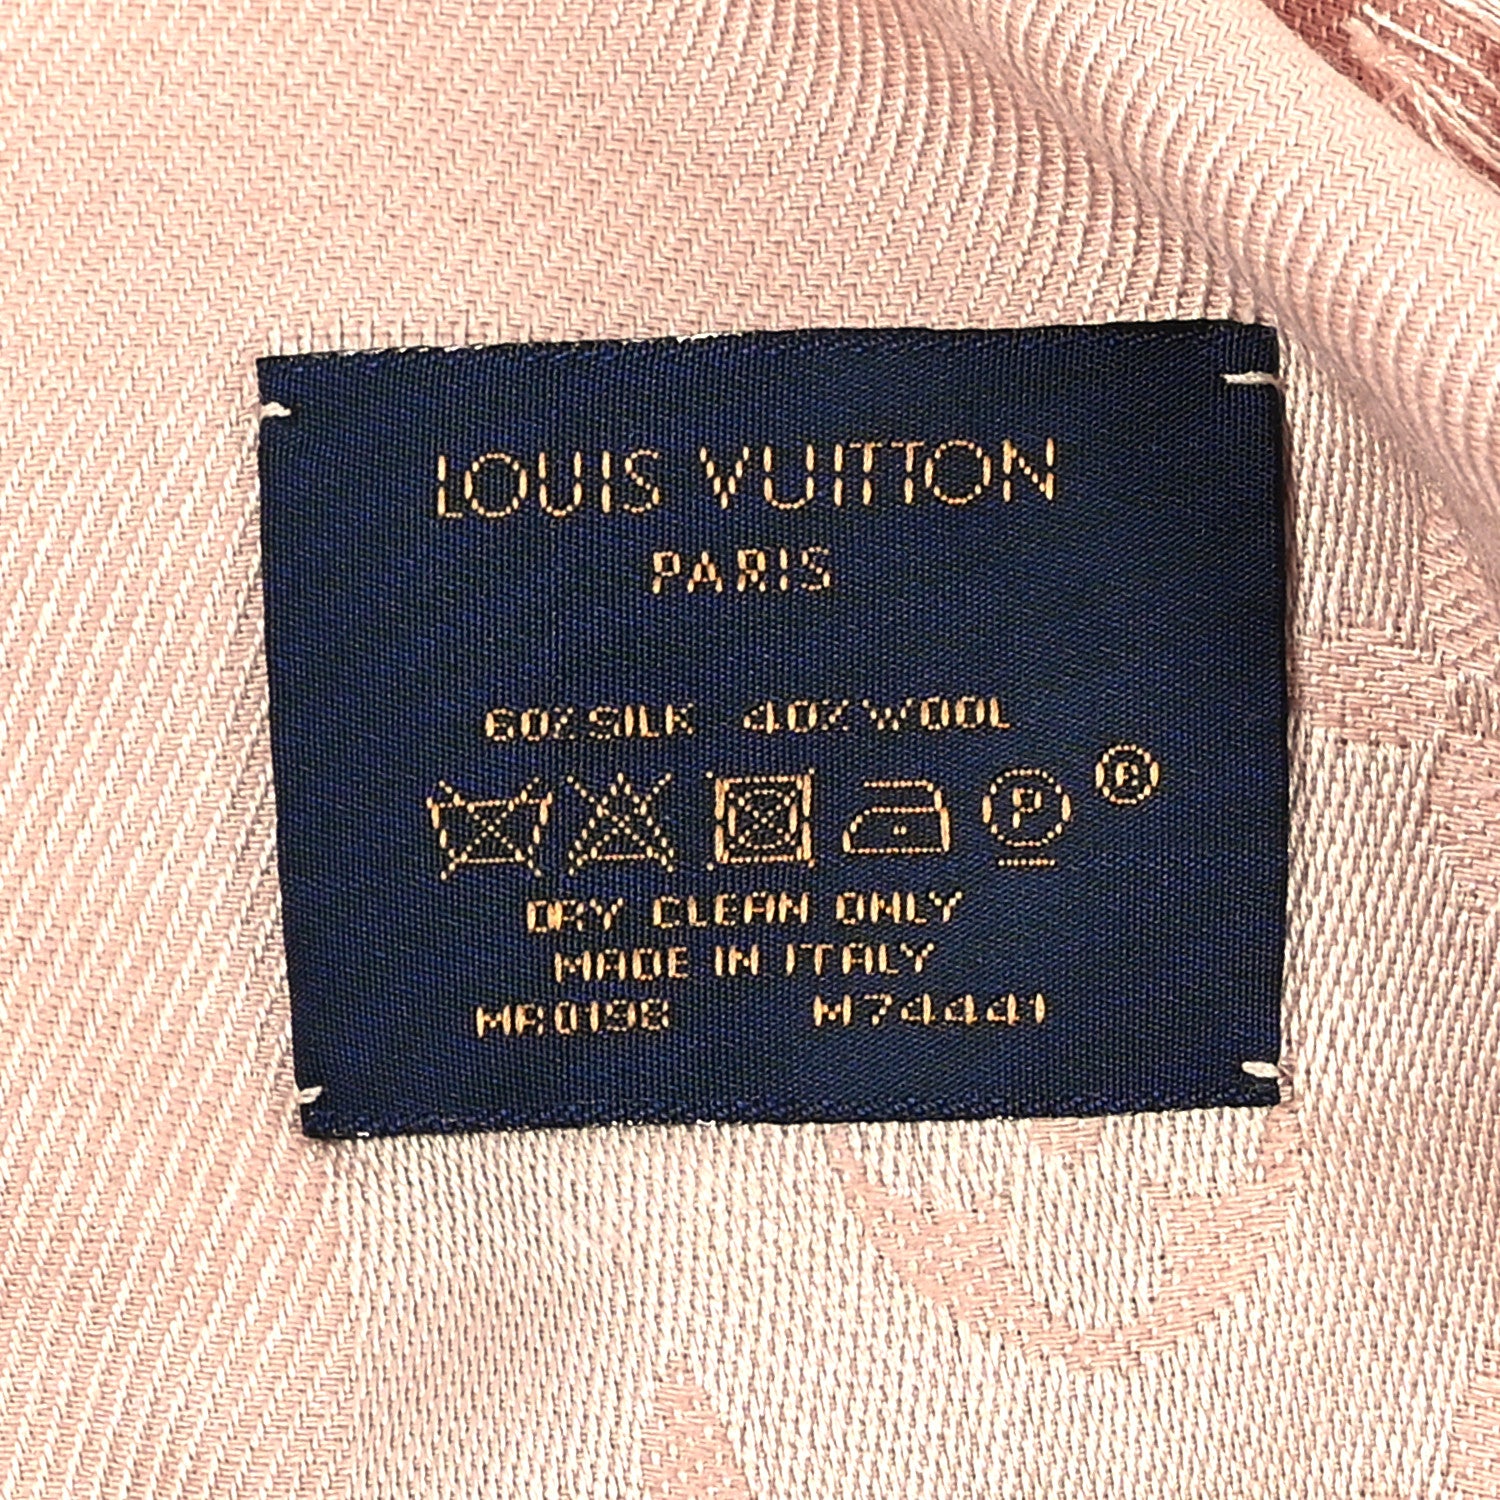 LOUIS VUITTON
PARIS
60% SILK 40% WOOL
P ®
DRY CLEAN ONLY
MADE IN ITALY
MR0198 M74441